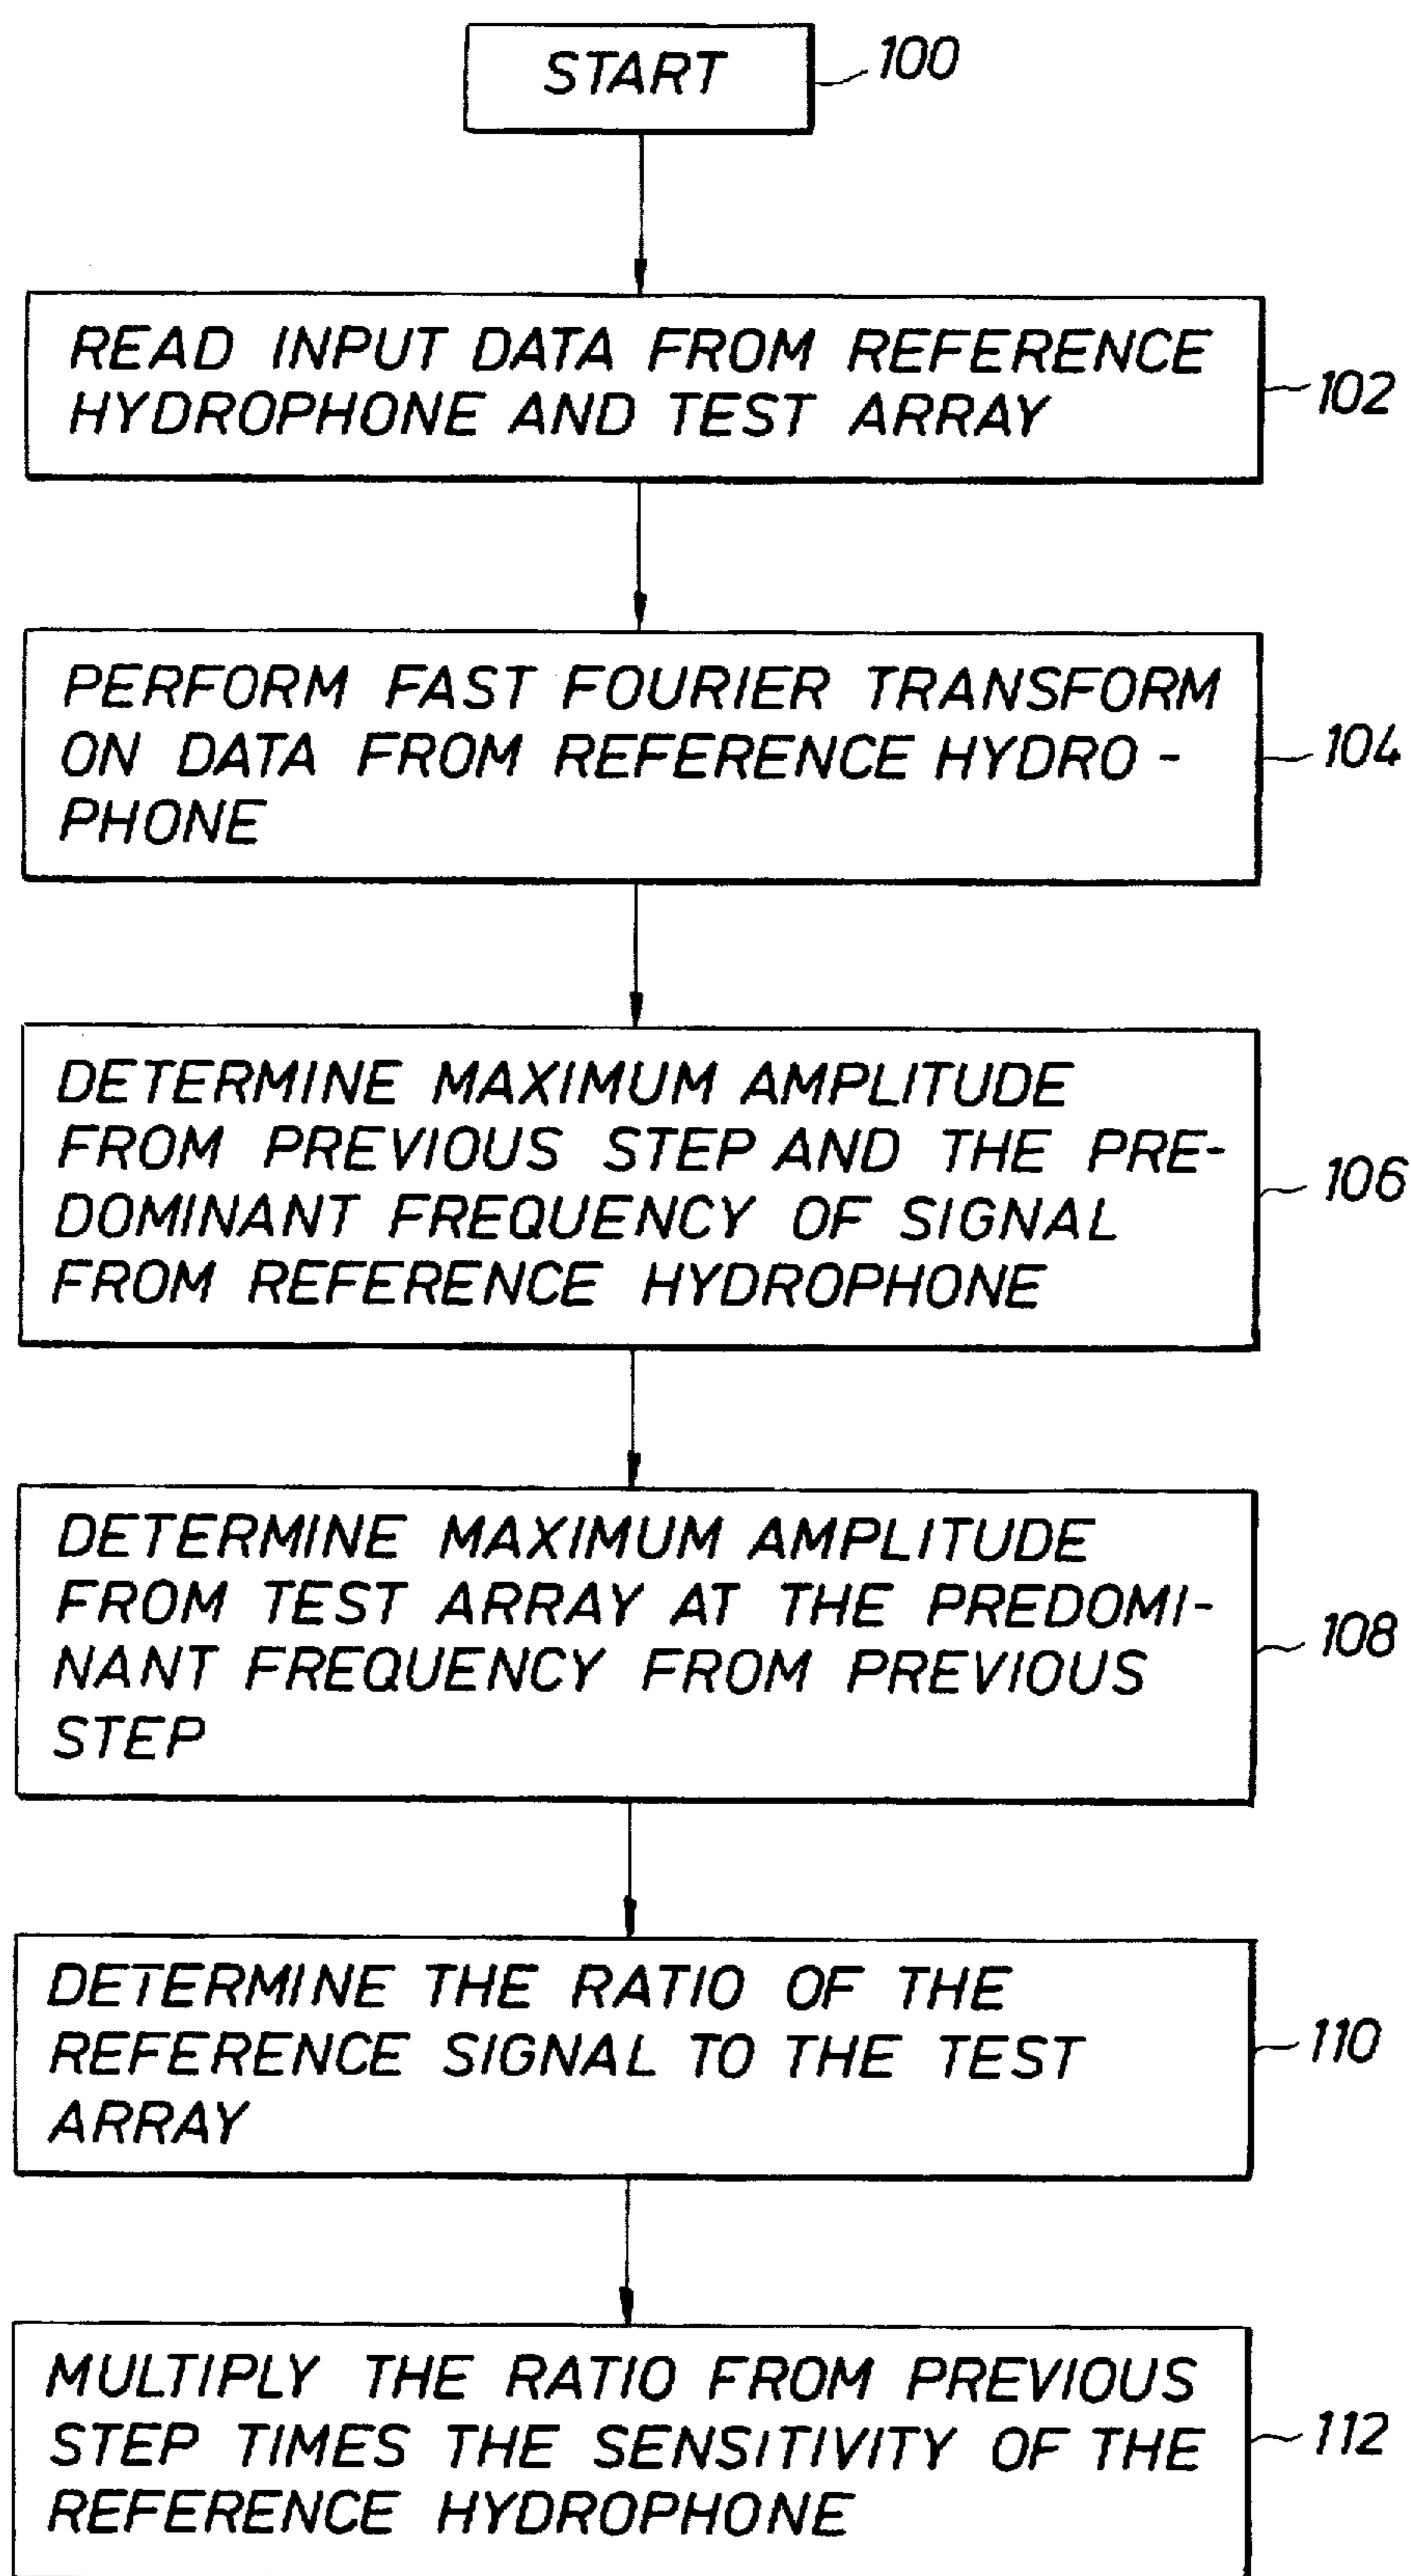 START
100
READ INPUT DATA FROM REFERENCE
HYDROPHONE AND TEST ARRAY
102
PERFORM FAST FOURIER TRANSFORM
ON DATA FROM REFERENCE HYDRO-
PHONE
104
DETERMINE MAXIMUM AMPLITUDE
FROM PREVIOUS STEP AND THE PRE-
DOMINANT FREQUENCY OF SIGNAL
FROM REFERENCE HYDROPHONE
106
DETERMINE MAXIMUM AMPLITUDE
FROM TEST ARRAY AT THE PREDOMI-
NANT FREQUENCY FROM PREVIOUS
STEP
108
DETERMINE THE RATIO OF THE
REFERENCE SIGNAL TO THE TEST
ARRAY
110
MULTIPLY THE RATIO FROM PREVIOUS
STEP TIMES THE SENSITIVITY OF THE
REFERENCE HYDROPHONE
112